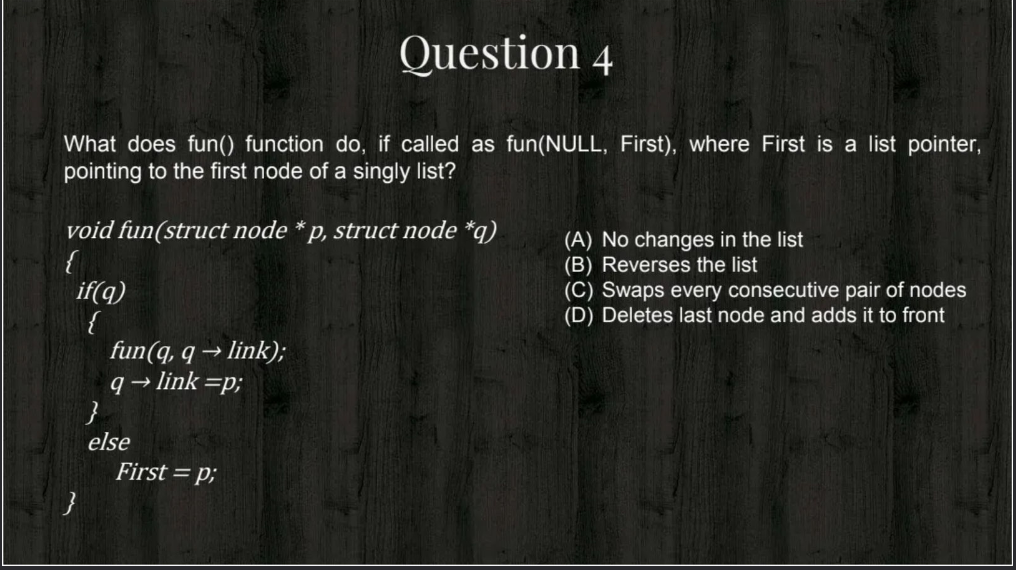 Question 4
What does fun() function do, if called as fun(NULL, First), where First is a list pointer,
pointing to the first node of a singly list?
void fun(struct node * p, struct node *q)
{
if(q)
{
fun(q, q → link);
q → link =p;
}
else
First = p;
}
(A) No changes in the list
(B) Reverses the list
(C) Swaps every consecutive pair of nodes
(D) Deletes last node and adds it to front